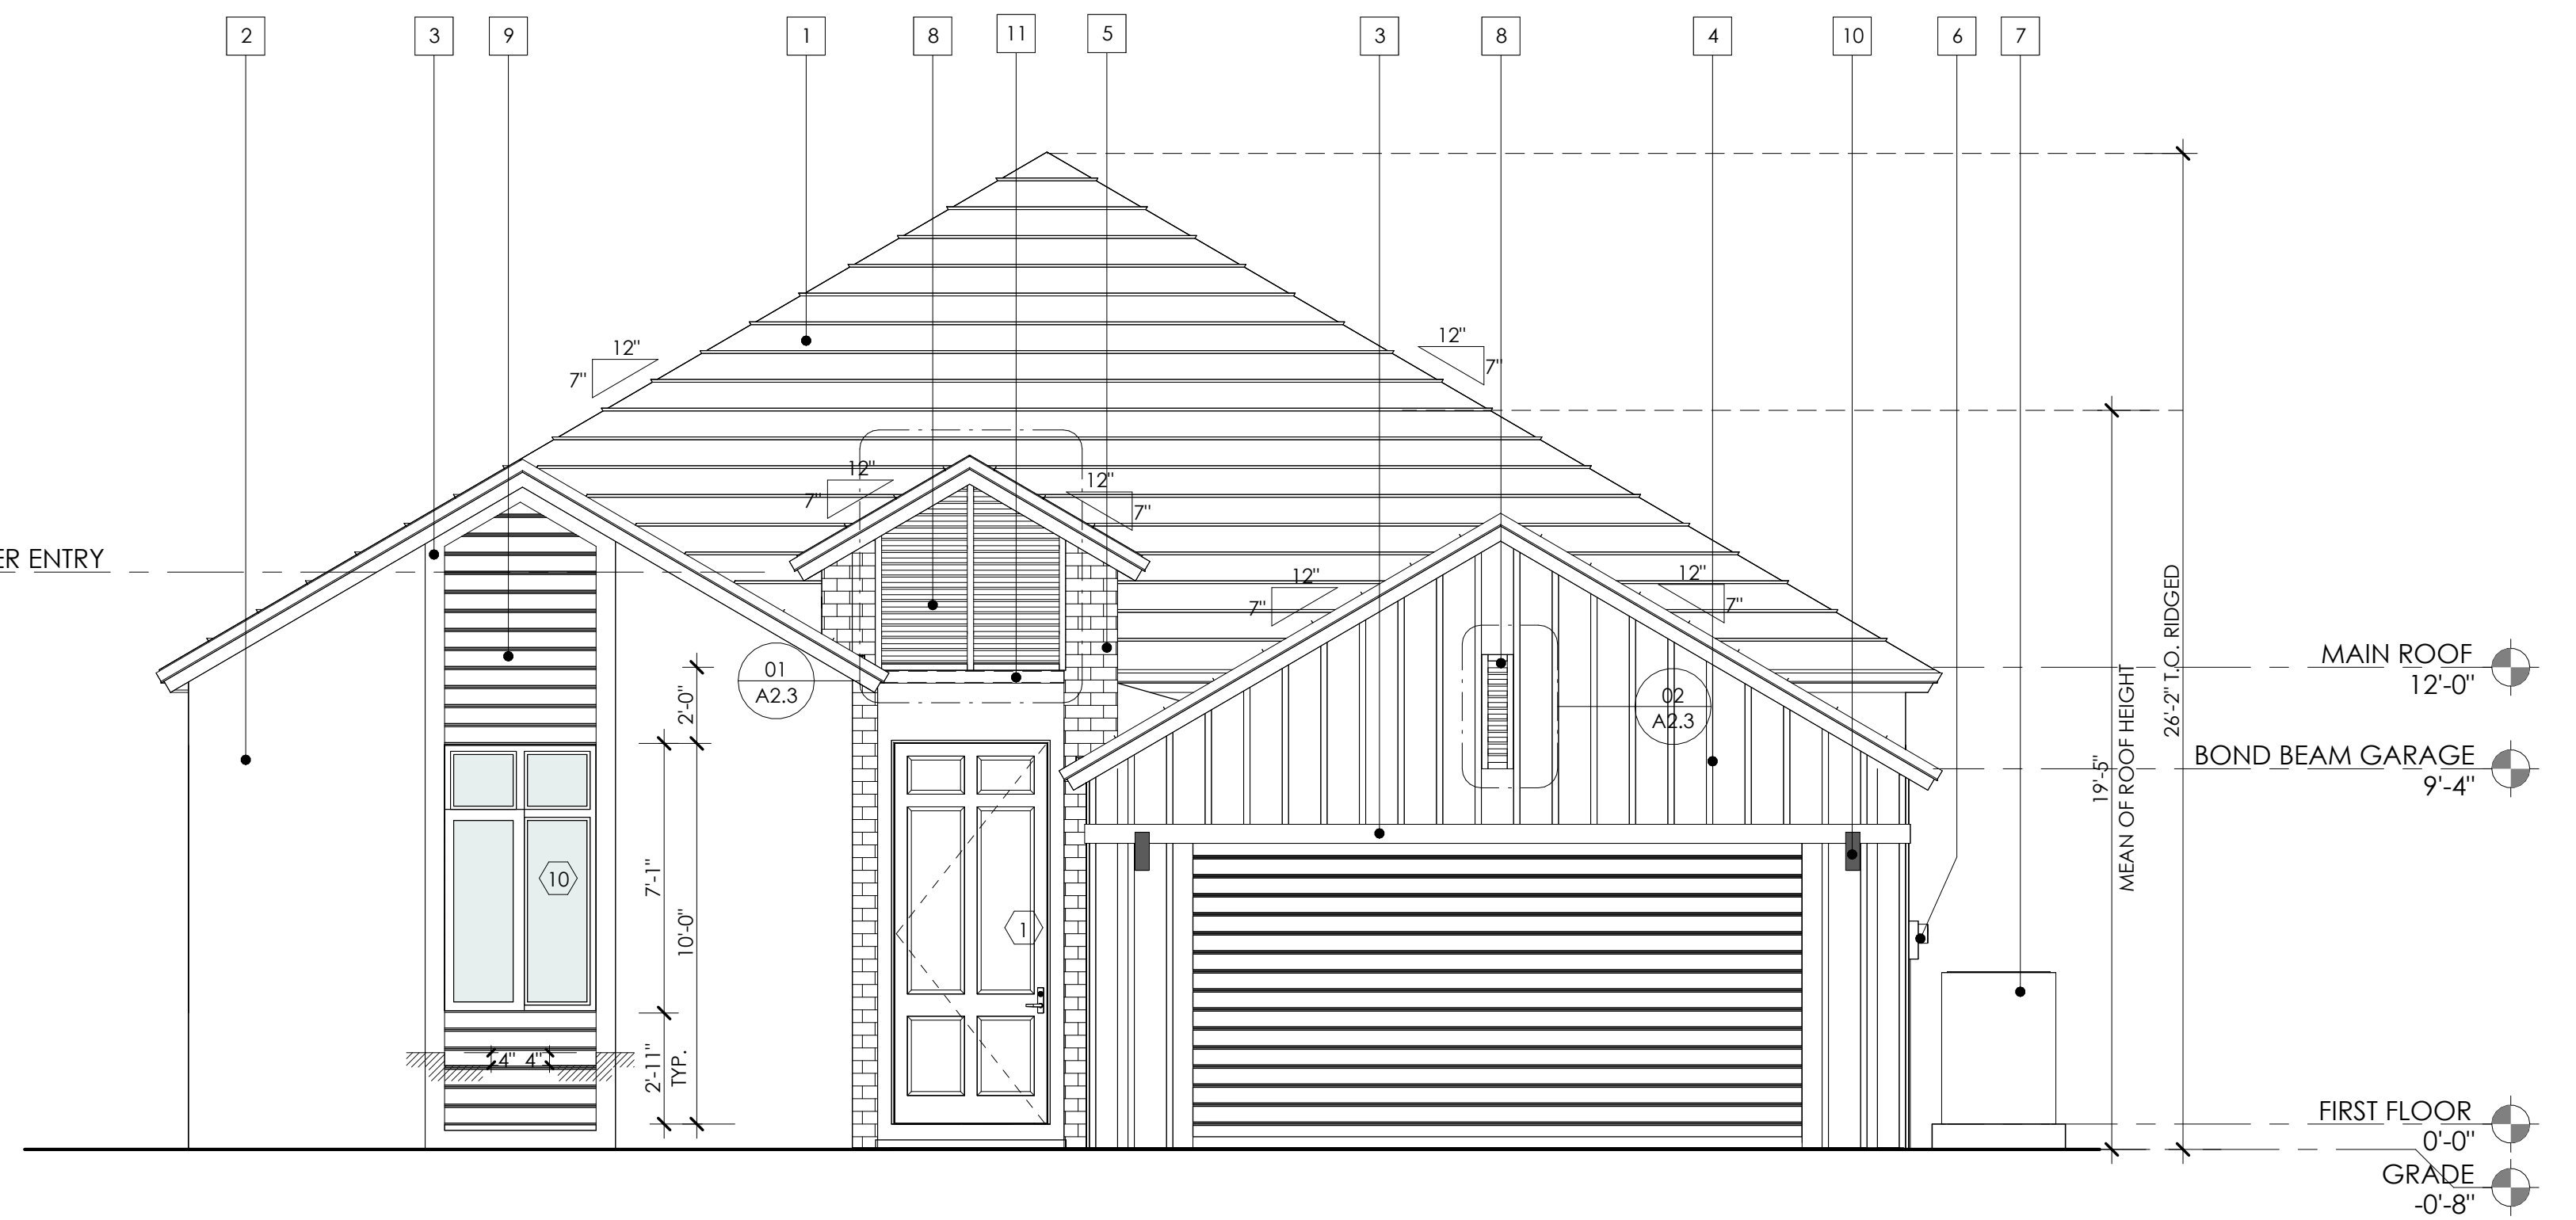 2 3 9 1 8 11 5 3 8 4 10 6 7
12"
7"
12"
7"
12"
7"
12"
7"
ER ENTRY
12"
7"
12"
7"
01
A2.3
02
A2.3
2'-0"
7'-1"
10'-0"
2'-11"
TYP.
4" 4"
10
1
19'-5"
MEAN OF ROOF HEIGHT
26'-2" T.O. RIDGED
MAIN ROOF
12'-0"
BOND BEAM GARAGE
9'-4"
FIRST FLOOR
0'-0"
GRADE
-0'-8"